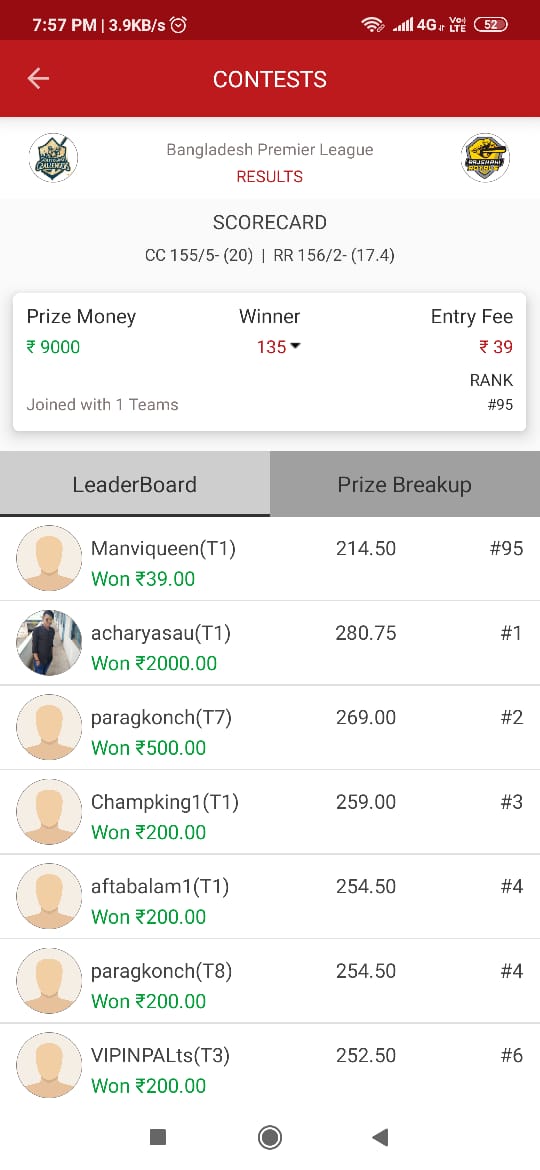 7:57 PM | 3.9KB/s
4G
Vo)
LTE
52
CONTESTS
Bangladesh Premier League
RESULTS
CHALLENGERS
RAJSHAHI
ROYALS
SCORECARD
CC 155/5- (20) | RR 156/2- (17.4)
Prize Money Winner Entry Fee
₹ 9000 135 ₹ 39
RANK
Joined with 1 Teams #95
LeaderBoard Prize Breakup
Manviqueen(T1) 214.50 #95
Won ₹39.00
acharyasau(T1) 280.75 #1
Won ₹2000.00
paragkonch(T7) 269.00 #2
Won ₹500.00
Champking1(T1) 259.00 #3
Won ₹200.00
aftabalam1(T1) 254.50 #4
Won ₹200.00
paragkonch(T8) 254.50 #4
Won ₹200.00
VIPINPALts(T3) 252.50 #6
Won ₹200.00